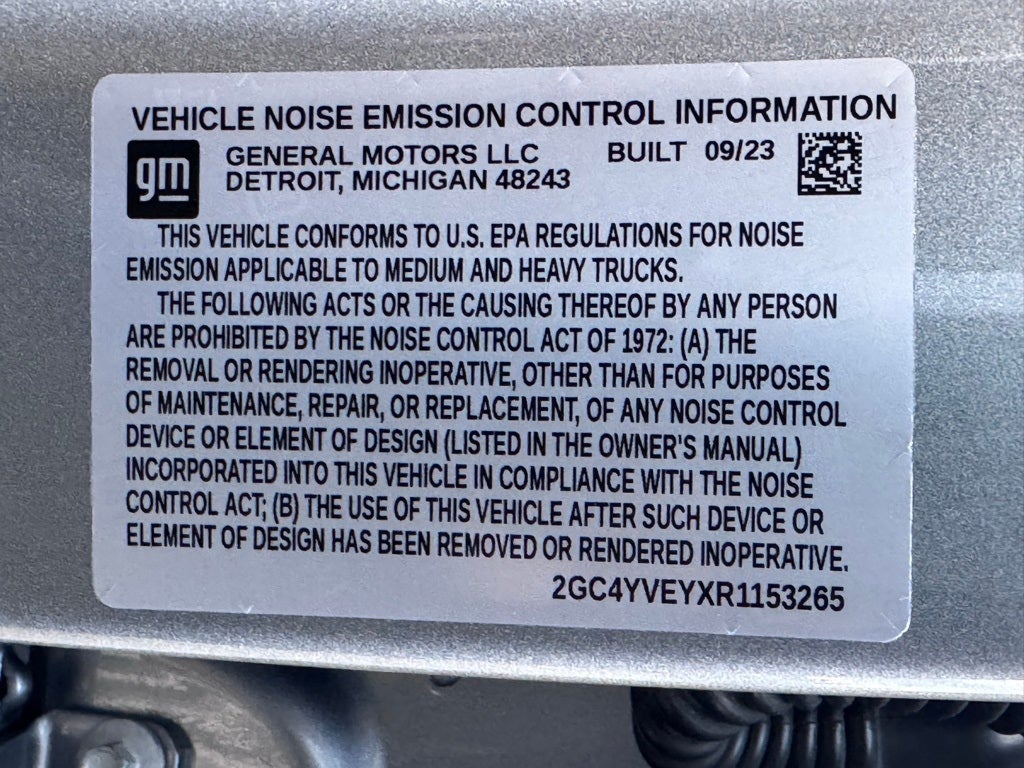 VEHICLE NOISE EMISSION CONTROL INFORMATION
gm
GENERAL MOTORS LLC BUILT 09/23
DETROIT, MICHIGAN 48243
THIS VEHICLE CONFORMS TO U.S. EPA REGULATIONS FOR NOISE
EMISSION APPLICABLE TO MEDIUM AND HEAVY TRUCKS.
THE FOLLOWING ACTS OR THE CAUSING THEREOF BY ANY PERSON
ARE PROHIBITED BY THE NOISE CONTROL ACT OF 1972: (A) THE
REMOVAL OR RENDERING INOPERATIVE, OTHER THAN FOR PURPOSES
OF MAINTENANCE, REPAIR, OR REPLACEMENT, OF ANY NOISE CONTROL
DEVICE OR ELEMENT OF DESIGN (LISTED IN THE OWNER'S MANUAL)
INCORPORATED INTO THIS VEHICLE IN COMPLIANCE WITH THE NOISE
CONTROL ACT; (B) THE USE OF THIS VEHICLE AFTER SUCH DEVICE OR
ELEMENT OF DESIGN HAS BEEN REMOVED OR RENDERED INOPERATIVE.
2GC4YVEYXR1153265